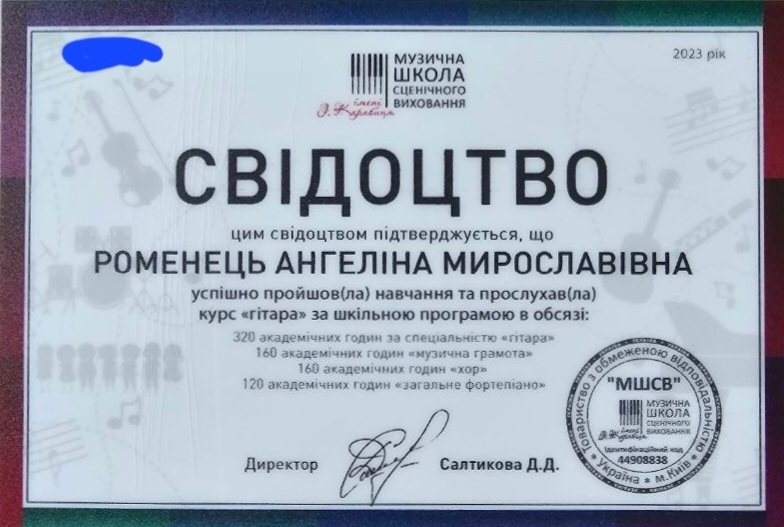 2023 рік
МУЗИЧНА
ШКОЛА
СЦЕНІЧНОГО
ВИХОВАННЯ
імені
СВІДОЦТВО
цим свідоцтвом підтверджується, що
РОМЕНЕЦЬ АНГЕЛІНА МИРОСЛАВІВНА
успішно пройшов(ла) навчання та прослухав(ла)
курс «гітара» за шкільною програмою в обсязі:
320 академічних годин за спеціальністю «гітара»
160 академічних годин «музична грамота»
160 академічних годин «хор»
120 академічних годин «загальне фортепіано»
Директор
Салтикова Д.Д.
Товариство з обмеженою відповідальністю
"МШСВ"
МУЗИЧНА
ШКОЛА
СЦЕНІЧНОГО
ВИХОВАННЯ
Ідентифікаційний код
44908838
* Україна * м.Київ *